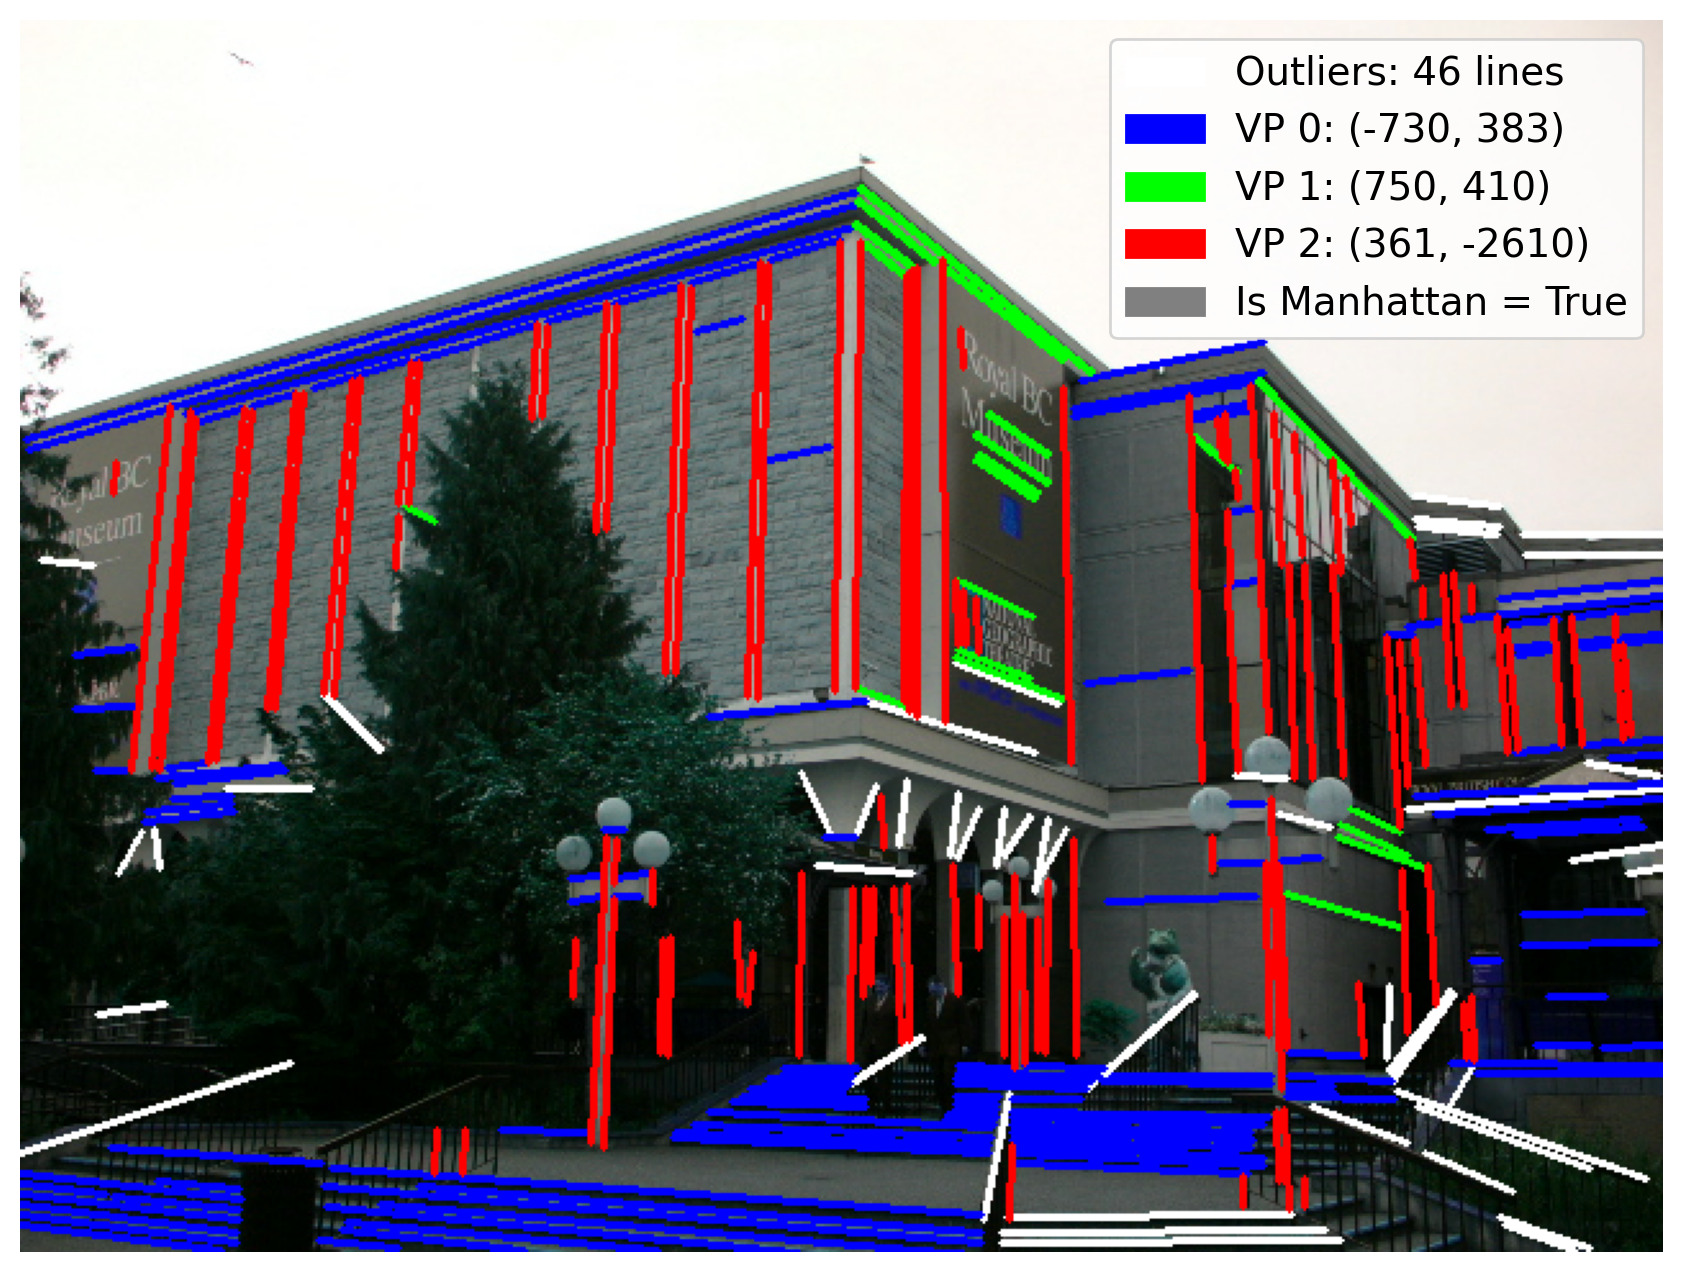 Outliers: 46 lines
VP 0: (-730, 383)
VP 1: (750, 410)
VP 2: (361, -2610)
Is Manhattan = True
Royal BC
Museum
Royal BC
Museum